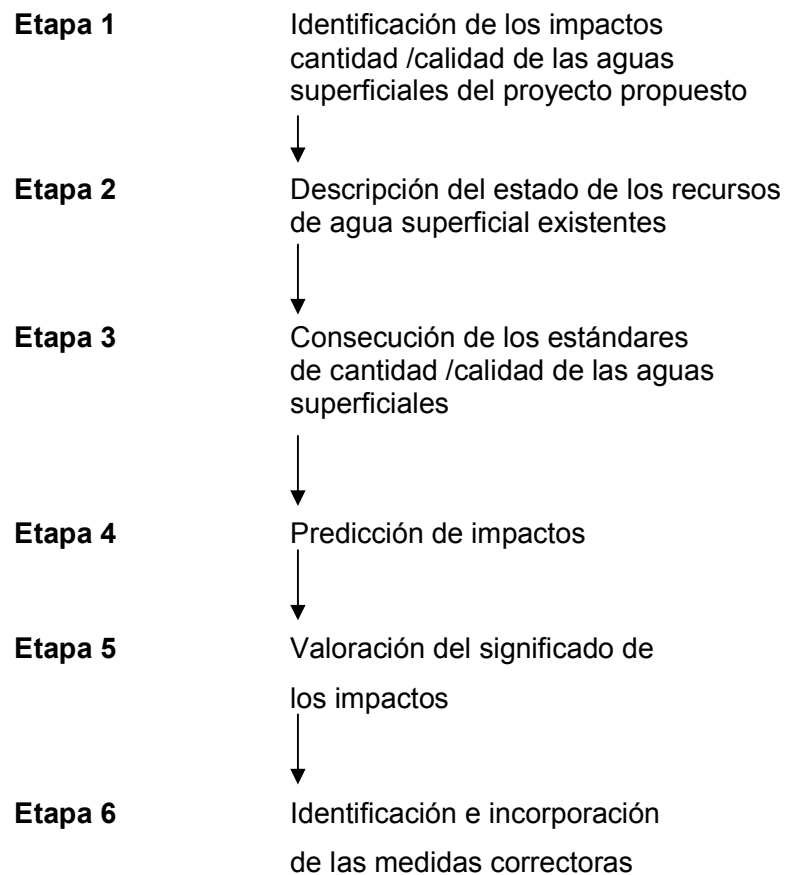 Etapa 1 Identificación de los impactos
cantidad /calidad de las aguas
superficiales del proyecto propuesto
Etapa 2 Descripción del estado de los recursos
de agua superficial existentes
Etapa 3 Consecución de los estándares
de cantidad /calidad de las aguas
superficiales
Etapa 4 Predicción de impactos
Etapa 5 Valoración del significado de
los impactos
Etapa 6 Identificación e incorporación
de las medidas correctoras